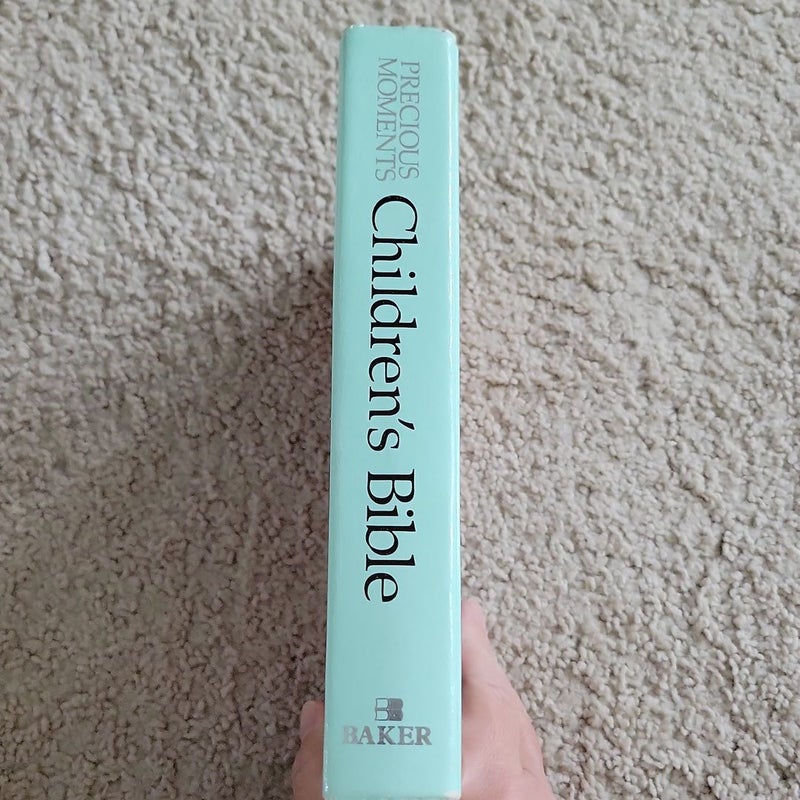 PRECIOUS
MOMENTS
Children's Bible
BAKER